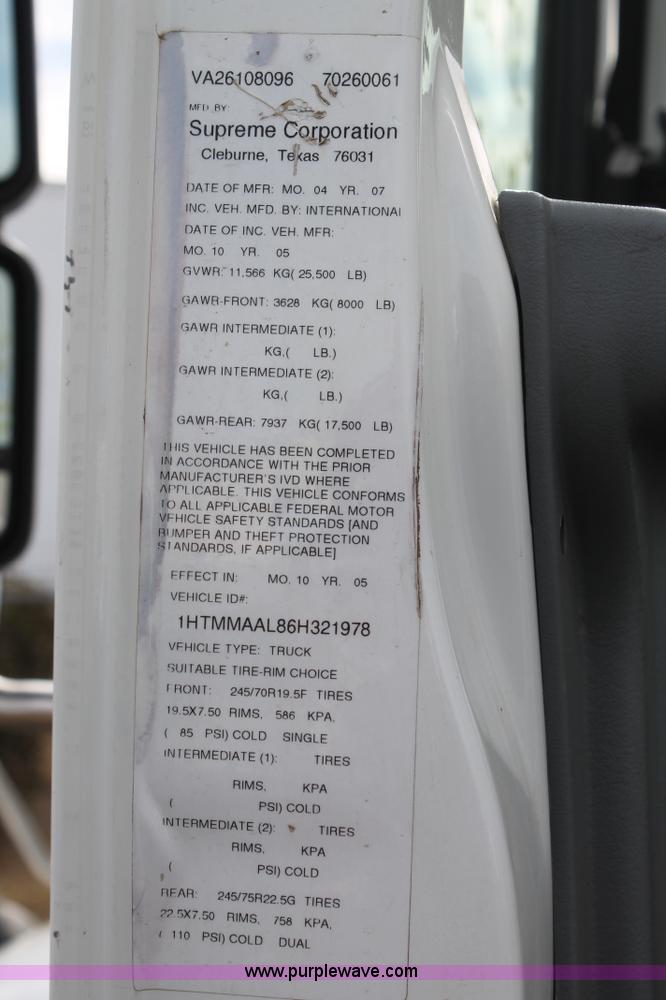 VA26108096 70260061
MFD BY:
Supreme Corporation
Cleburne, Texas 76031
DATE OF MFR: MO. 04 YR. 07
INC. VEH. MFD. BY: INTERNATIONAL
DATE OF INC. VEH. MFR:
MO. 10 YR. 05
GVWR: 11,566 KG( 25,500 LB)
GAWR-FRONT: 3628 KG( 8000 LB)
GAWR INTERMEDIATE (1):
KG,( LB.)
GAWR INTERMEDIATE (2):
KG,( LB.)
GAWR-REAR: 7937 KG( 17,500 LB)
THIS VEHICLE HAS BEEN COMPLETED
IN ACCORDANCE WITH THE PRIOR
MANUFACTURER'S IVD WHERE
APPLICABLE. THIS VEHICLE CONFORMS
TO ALL APPLICABLE FEDERAL MOTOR
VEHICLE SAFETY STANDARDS [AND
BUMPER AND THEFT PROTECTION
STANDARDS, IF APPLICABLE]
EFFECT IN: MO. 10 YR. 05
VEHICLE ID#:
1HTMMAAL86H321978
VEHICLE TYPE: TRUCK
SUITABLE TIRE-RIM CHOICE
FRONT: 245/70R19.5F TIRES
19.5X7.50 RIMS, 586 KPA,
( 85 PSI) COLD SINGLE
INTERMEDIATE (1): TIRES
RIMS, KPA
( PSI) COLD
INTERMEDIATE (2): TIRES
RIMS, KPA
( PSI) COLD
REAR: 245/75R22.5G TIRES
22.5X7.50 RIMS, 758 KPA,
( 110 PSI) COLD DUAL
www.purplewave.com